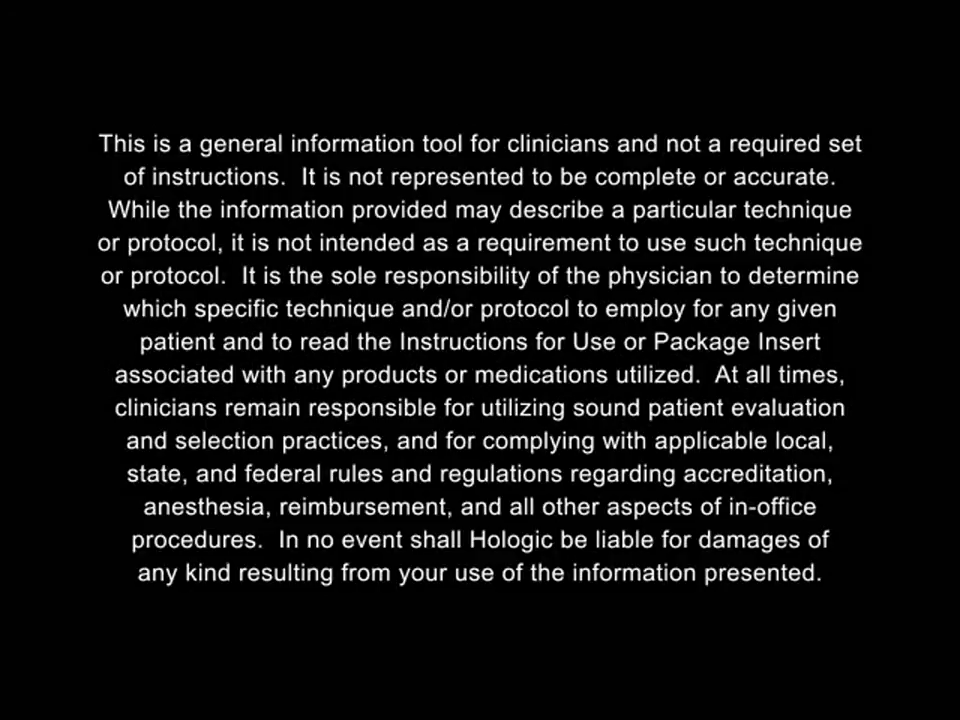 This is a general information tool for clinicians and not a required set
of instructions.  It is not represented to be complete or accurate.
While the information provided may describe a particular technique
or protocol, it is not intended as a requirement to use such technique
or protocol.  It is the sole responsibility of the physician to determine
which specific technique and/or protocol to employ for any given
patient and to read the Instructions for Use or Package Insert
associated with any products or medications utilized.  At all times,
clinicians remain responsible for utilizing sound patient evaluation
and selection practices, and for complying with applicable local,
state, and federal rules and regulations regarding accreditation,
anesthesia, reimbursement, and all other aspects of in-office
procedures.  In no event shall Hologic be liable for damages of
any kind resulting from your use of the information presented.